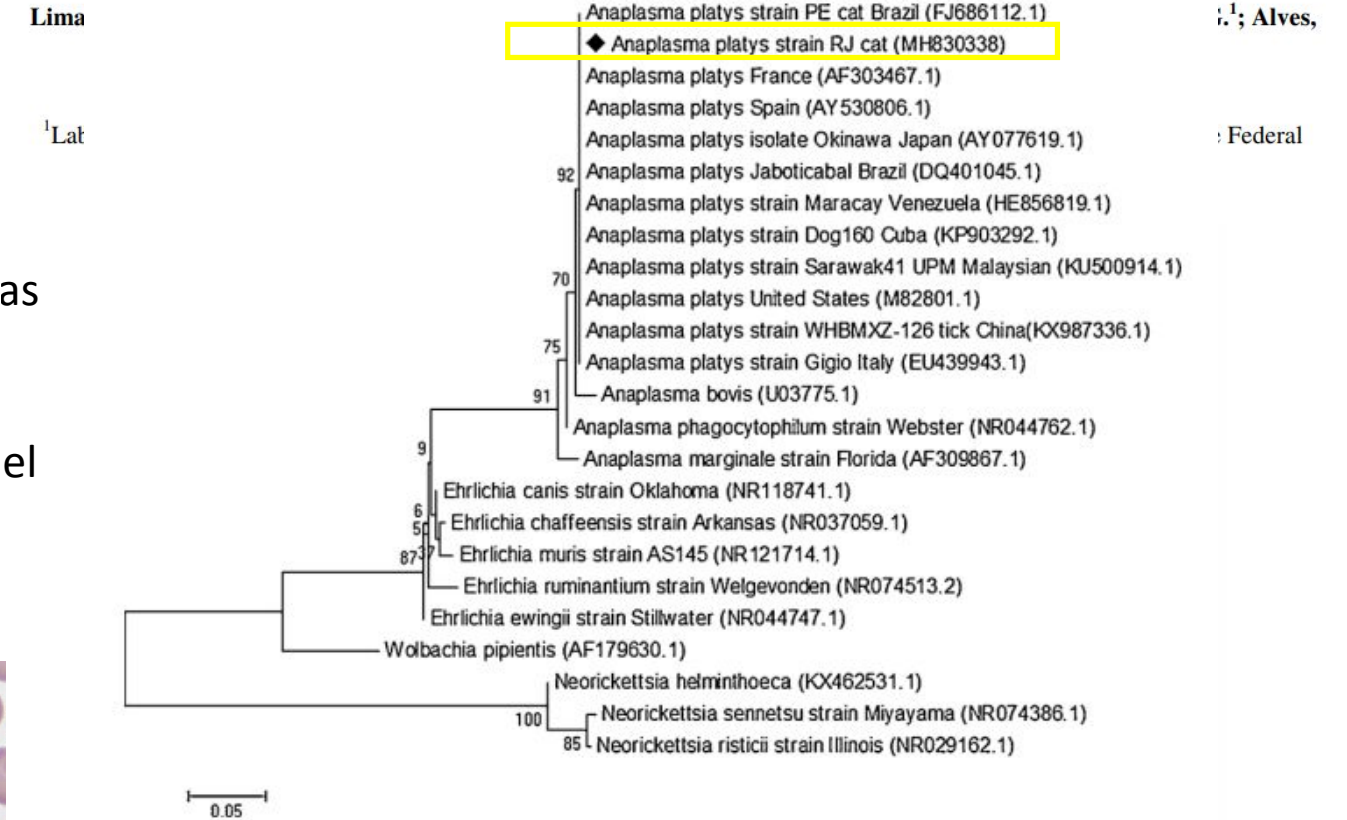 Lima
.¹; Alves,
¹Lab
Federal
as
el
Anaplasma platys strain PE cat Brazil (FJ686112.1)
◆ Anaplasma platys strain RJ cat (MH830338)
Anaplasma platys France (AF303467.1)
Anaplasma platys Spain (AY530806.1)
Anaplasma platys isolate Okinawa Japan (AY077619.1)
92
Anaplasma platys Jaboticabal Brazil (DQ401045.1)
Anaplasma platys strain Maracay Venezuela (HE856819.1)
Anaplasma platys strain Dog160 Cuba (KP903292.1)
Anaplasma platys strain Sarawak41 UPM Malaysian (KU500914.1)
70
Anaplasma platys United States (M82801.1)
Anaplasma platys strain WHBMXZ-126 tick China(KX987336.1)
75
Anaplasma platys strain Gigio Italy (EU439943.1)
91
Anaplasma bovis (U03775.1)
Anaplasma phagocytophilum strain Webster (NR044762.1)
9
Anaplasma marginale strain Florida (AF309867.1)
Ehrlichia canis strain Oklahoma (NR118741.1)
6
5
Ehrlichia chaffeensis strain Arkansas (NR037059.1)
87
37
Ehrlichia muris strain AS145 (NR121714.1)
Ehrlichia ruminantium strain Welgevonden (NR074513.2)
Ehrlichia ewingii strain Stillwater (NR044747.1)
Wolbachia pipientis (AF179630.1)
Neorickettsia helminthoeca (KX462531.1)
100
Neorickettsia sennetsu strain Miyayama (NR074386.1)
85
Neorickettsia risticii strain Illinois (NR029162.1)
0.05